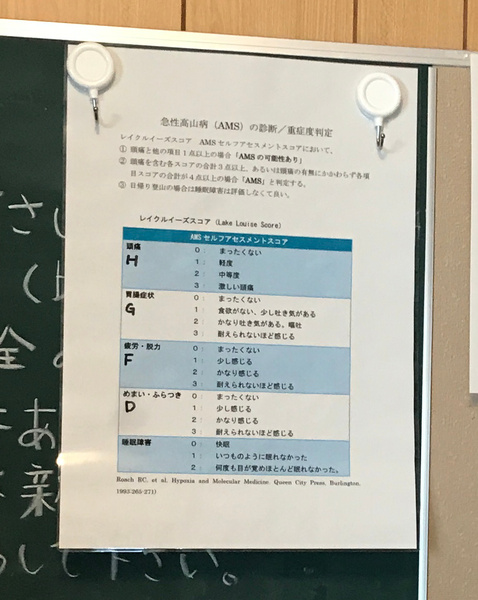 急性高山病（AMS）の診断／重症度判定
レイクルイーズスコア　AMS セルフアセスメントスコアにおいて、
① 頭痛と他の項目１点以上の場合「AMS の可能性あり」
② 頭痛を含む各スコアの合計３点以上、あるいは頭痛の有無にかかわらず各項
目スコアの合計が４点以上の場合「AMS」と判定する。
③ 日帰り登山の場合は睡眠障害は評価しなくて良い。
レイクルイーズスコア（Lake Louise Score）
AMS セルフアセスメントスコア
頭痛 0： まったくない
H 1： 軽度
2： 中等度
3： 激しい頭痛
胃腸症状 0： まったくない
G 1： 食欲がない、少し吐き気がある
2： かなり吐き気がある、嘔吐
3： 耐えられないほど感じる
疲労・脱力 0： まったくない
F 1： 少し感じる
2： かなり感じる
3： 耐えられないほど感じる
めまい・ふらつき 0： まったくない
D 1： 少し感じる
2： かなり感じる
3： 耐えられないほど感じる
睡眠障害 0： 快眠
1： いつものように眠れなかった
2： 何度も目が覚めほとんど眠れなかった。
Roach RC. et al. Hypoxia and Molecular Medicine. Queen City Press, Burlington.
1993:265-271)
さ
全
あ
新
して下さい。